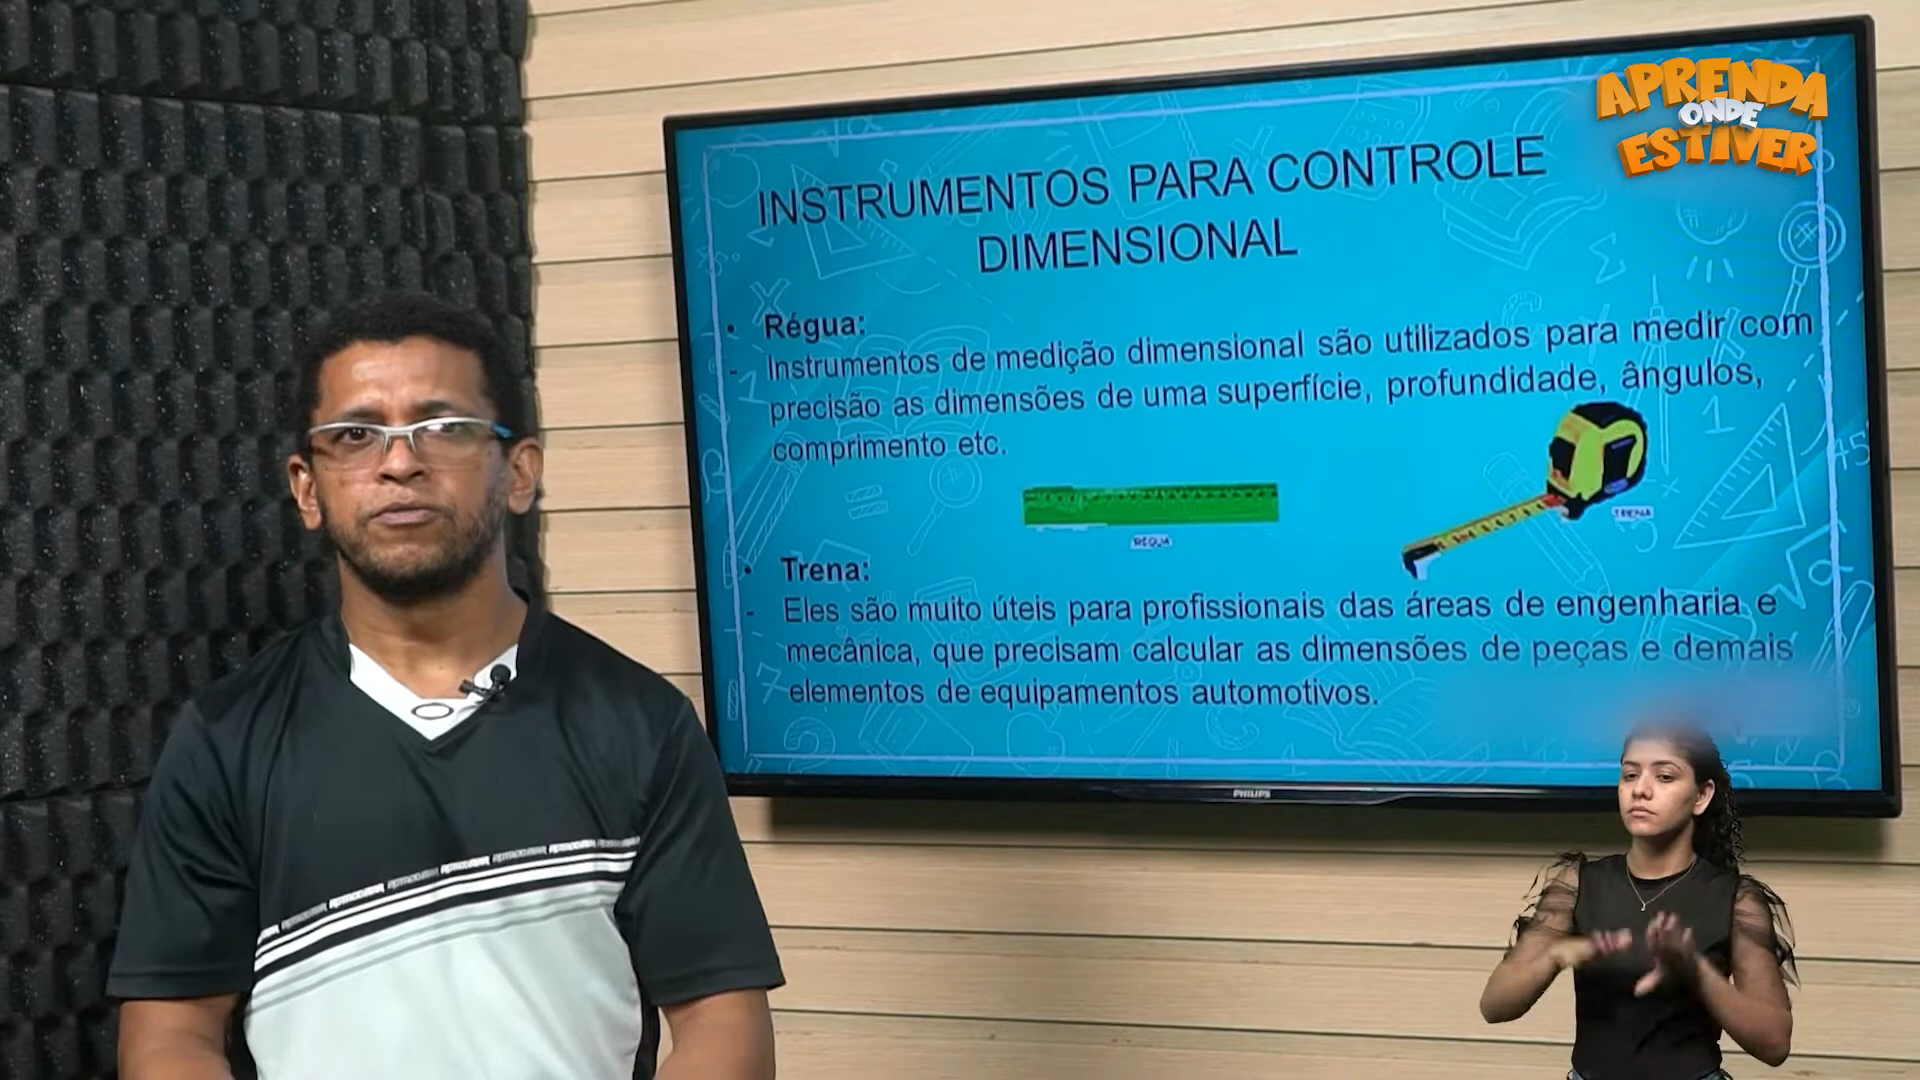 APRENDA
ONDE
ESTIVER
INSTRUMENTOS PARA CONTROLE
DIMENSIONAL
• Régua:
- Instrumentos de medição dimensional são utilizados para medir com
precisão as dimensões de uma superfície, profundidade, ângulos,
comprimento etc.
RÉGUA
TRENA
• Trena:
- Eles são muito úteis para profissionais das áreas de engenharia e
mecânica, que precisam calcular as dimensões de peças e demais
elementos de equipamentos automotivos.
PHILIPS